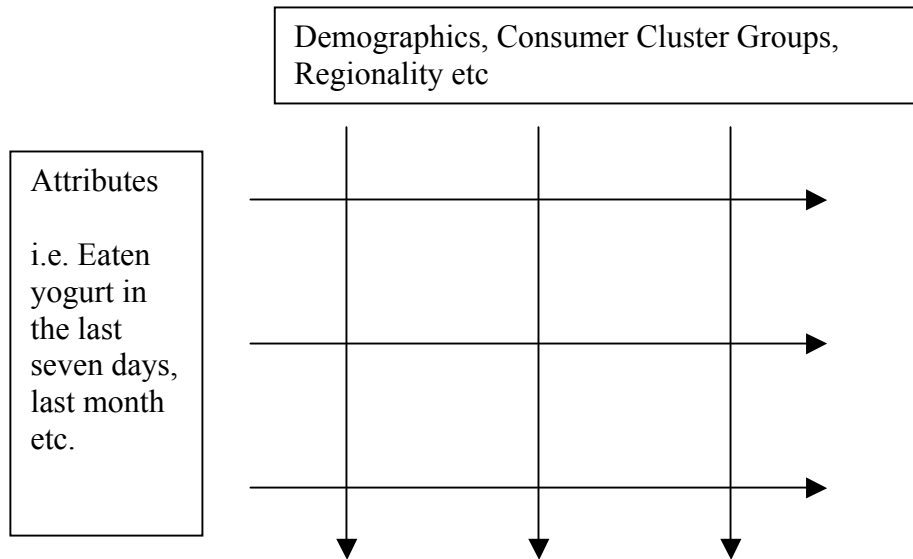 Demographics, Consumer Cluster Groups,
Regionality etc
Attributes
i.e. Eaten
yogurt in
the last
seven days,
last month
etc.